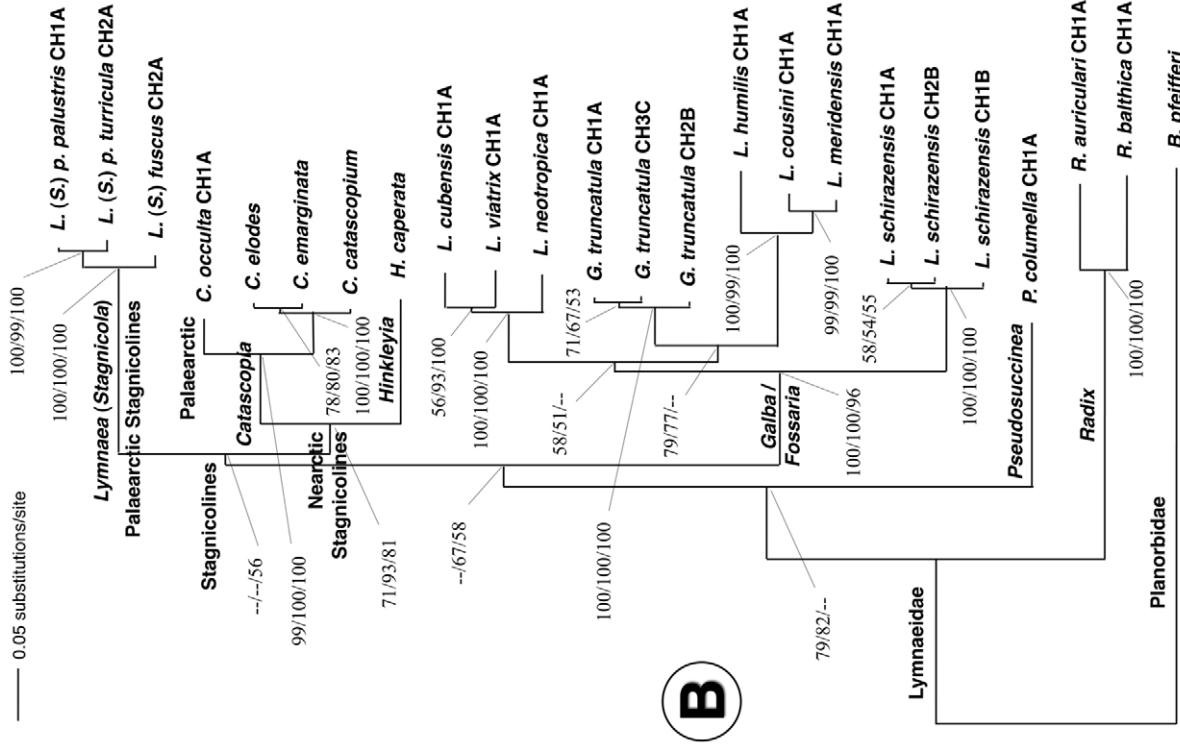 0.05 substitutions/site
100/99/100
100/100/100
L. (S.) p. palustris CH1A
L. (S.) p. turricula CH2A
L. (S.) fuscus CH2A
Lymnaea (Stagnicola)
Palaearctic Stagnicolines
Palaearctic
C. occulta CH1A
C. elodes
C. emarginata
C. catascopium
H. caperata
Catascopia
78/80/83
100/100/100
Hinkleyia
Stagnicolines
Nearctic
Stagnicolines
--/--/56
99/100/100
71/93/81
L. cubensis CH1A
L. viatrix CH1A
L. neotropica CH1A
56/93/100
100/100/100
G. truncatula CH1A
G. truncatula CH3C
G. truncatula CH2B
71/67/53
58/51/--
79/77/--
100/100/100
--/67/58
L. humilis CH1A
L. cousini CH1A
L. meridensis CH1A
100/99/100
99/99/100
Galba /
Fossaria
100/100/96
L. schirazensis CH1A
L. schirazensis CH2B
L. schirazensis CH1B
58/54/55
100/100/100
Pseudosuccinea
P. columella CH1A
79/82/--
Radix
R. auriculari CH1A
R. balthica CH1A
100/100/100
Lymnaeidae
Planorbidae
B. pfeifferi
B